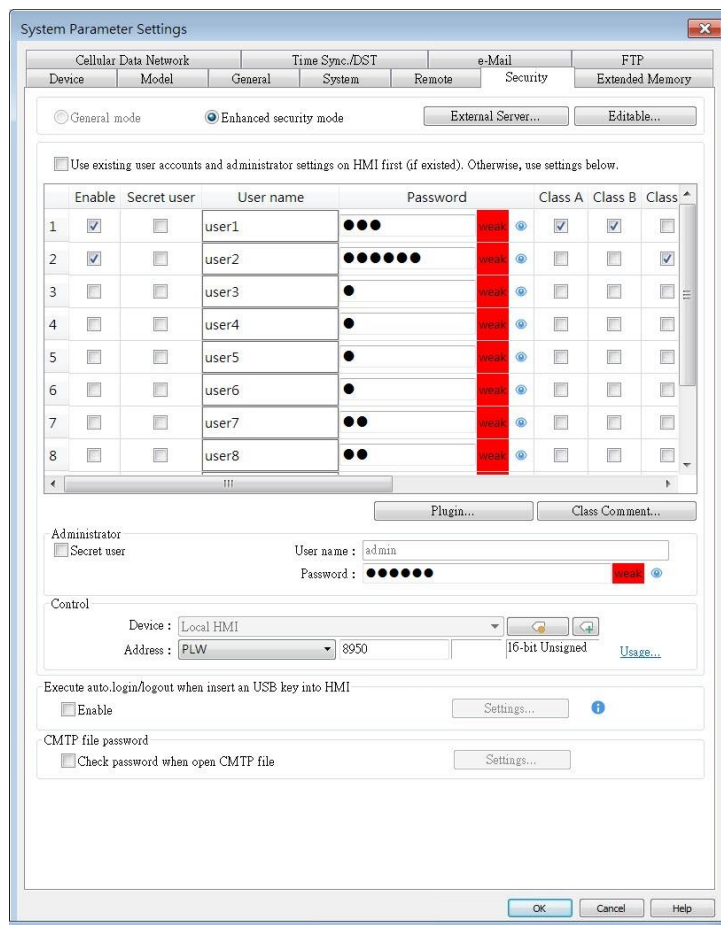 System Parameter Settings
Cellular Data Network Time Sync./DST e-Mail FTP
Device Model General System Remote Security Extended Memory
General mode Enhanced security mode External Server... Editable...
Use existing user accounts and administrator settings on HMI first (if existed). Otherwise, use settings below.
Enable Secret user User name Password Class A Class B Class
1 user1 weak
2 user2 weak
3 user3 weak
4 user4 weak
5 user5 weak
6 user6 weak
7 user7 weak
8 user8 weak
Plugin... Class Comment...
Administrator
Secret user User name : admin
Password : weak
Control
Device : Local HMI
Address : PLW 8950 16-bit Unsigned Usage...
Execute auto.login/logout when insert an USB key into HMI
Enable Settings...
CMTP file password
Check password when open CMTP file Settings...
OK Cancel Help